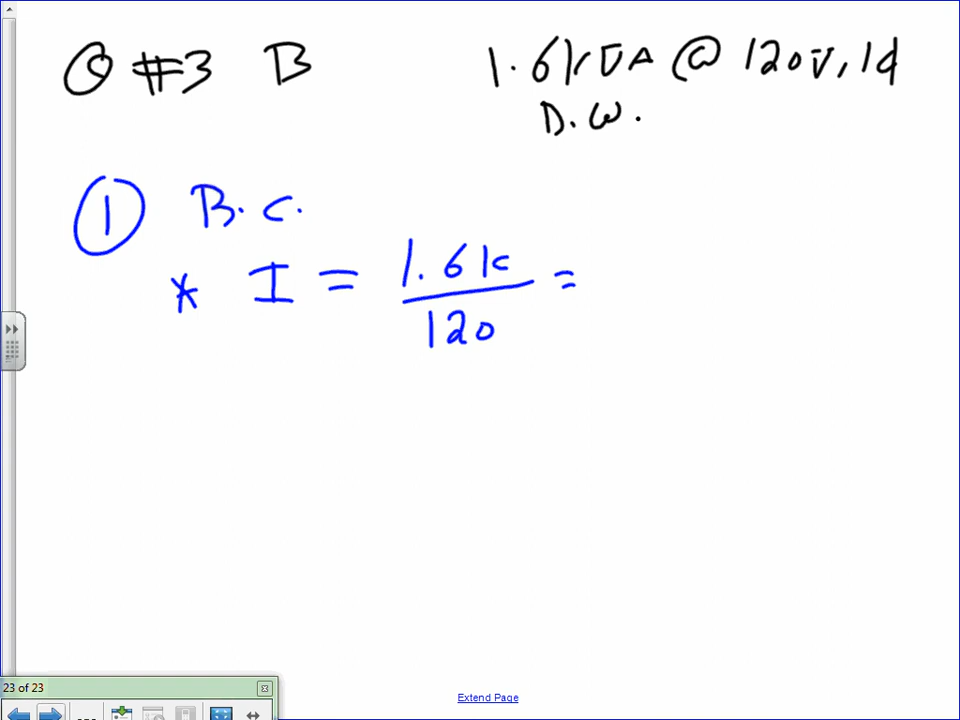 Q #3 B 1.6kVA @ 120V, 1φ
D.W.
① B.C.
* I = 1.6k / 120 =
23 of 23
Extend Page